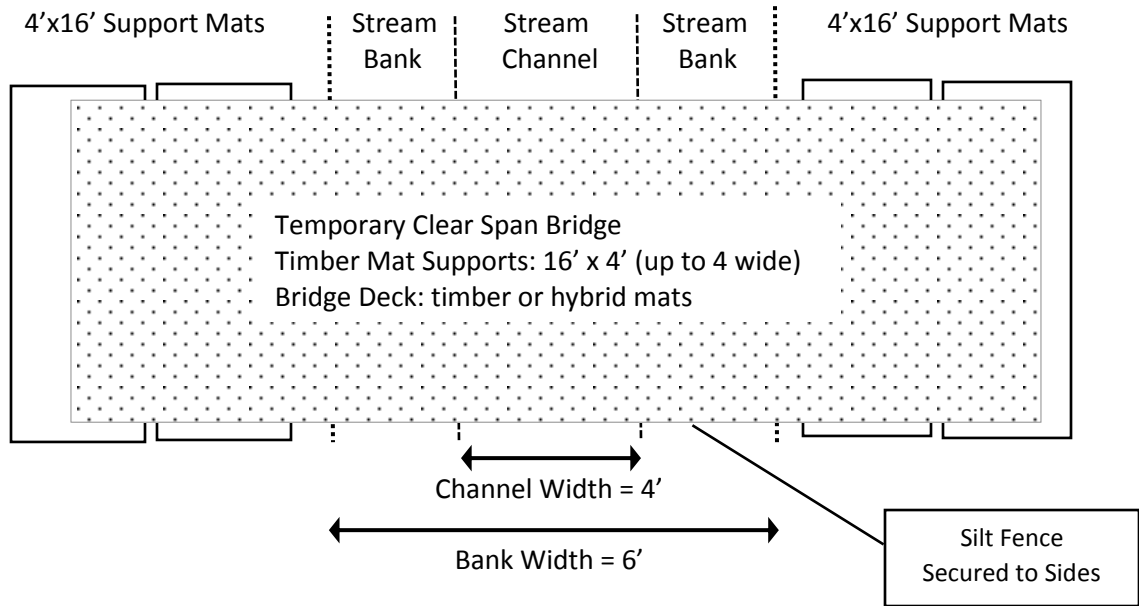 4’x16’ Support Mats
Stream
Bank
Stream
Channel
Stream
Bank
4’x16’ Support Mats
Temporary Clear Span Bridge
Timber Mat Supports: 16’ x 4’ (up to 4 wide)
Bridge Deck: timber or hybrid mats
Channel Width = 4’
Bank Width = 6’
Silt Fence
Secured to Sides